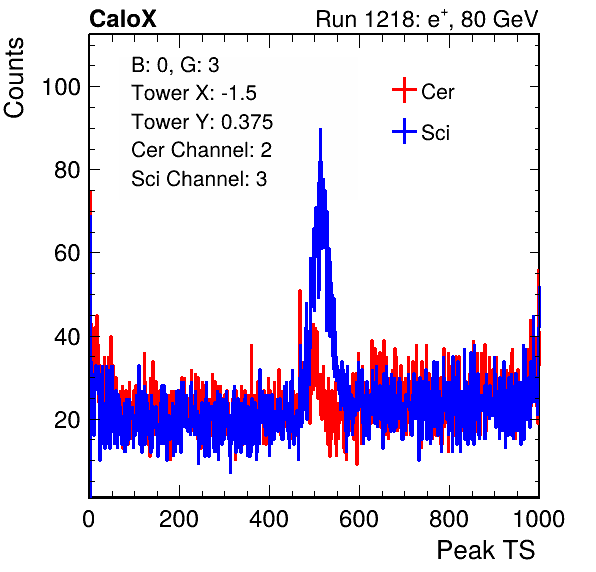 CaloX Run 1218: e⁺, 80 GeV
Counts
B: 0, G: 3
Tower X: -1.5
Tower Y: 0.375
Cer Channel: 2
Sci Channel: 3
Cer
Sci
100
80
60
40
20
0 200 400 600 800 1000
Peak TS